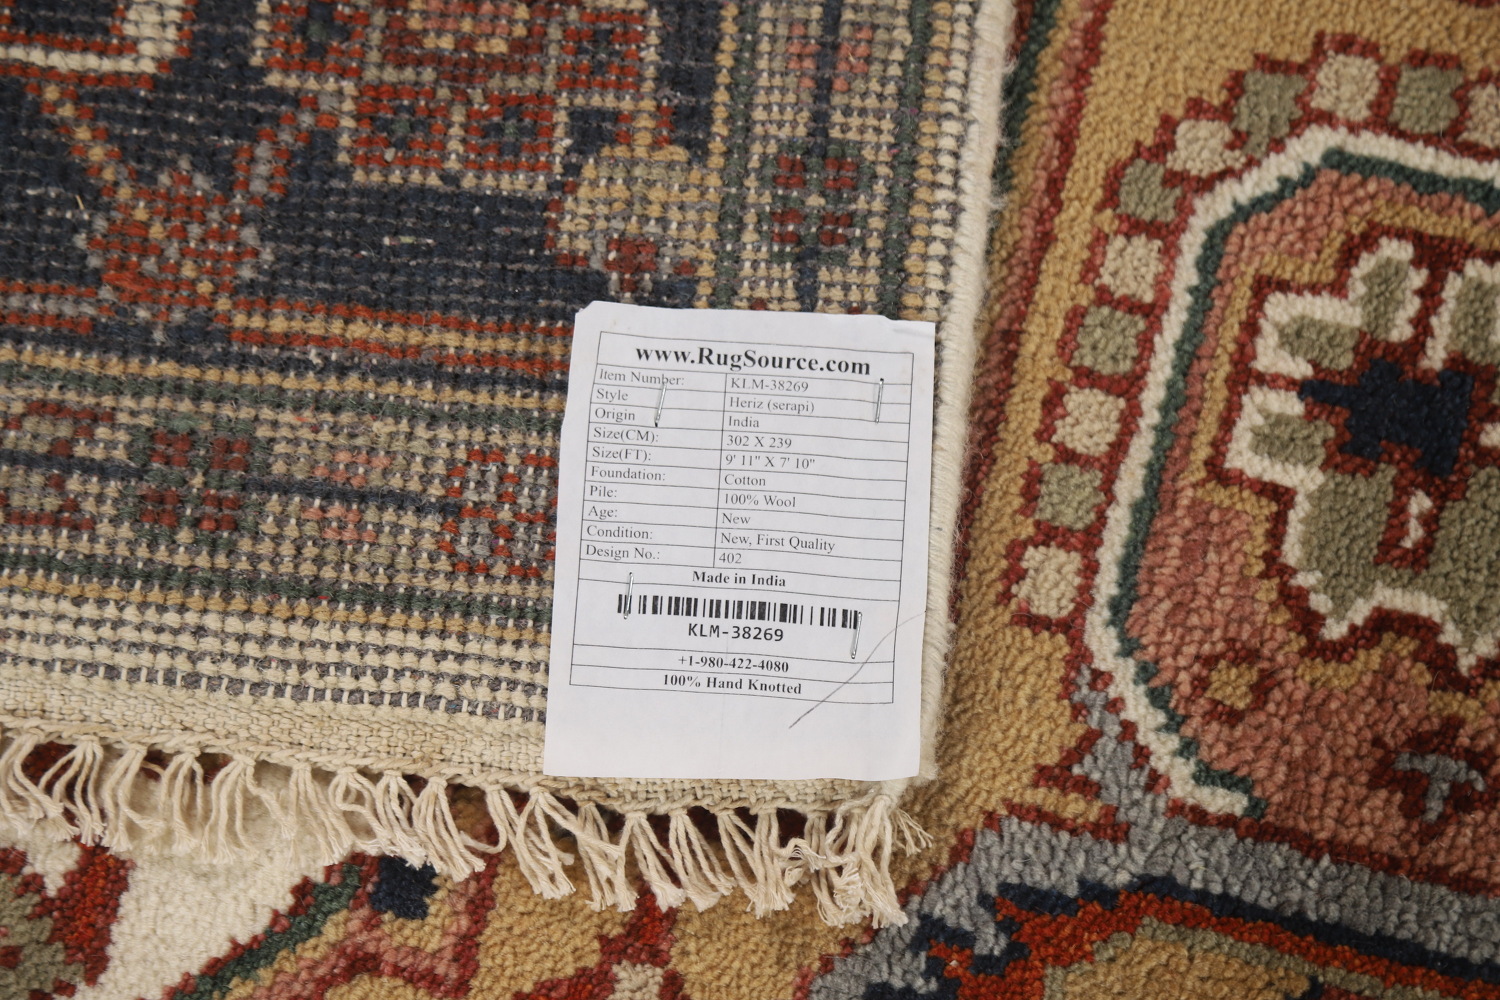 www.RugSource.com
Item Number: KLM-38269
Style Heriz (serapi)
Origin India
Size(CM): 302 X 239
Size(FT): 9' 11" X 7' 10"
Foundation: Cotton
Pile: 100% Wool
Age: New
Condition: New, First Quality
Design No.: 402
Made in India
KLM-38269
+1-980-422-4080
100% Hand Knotted